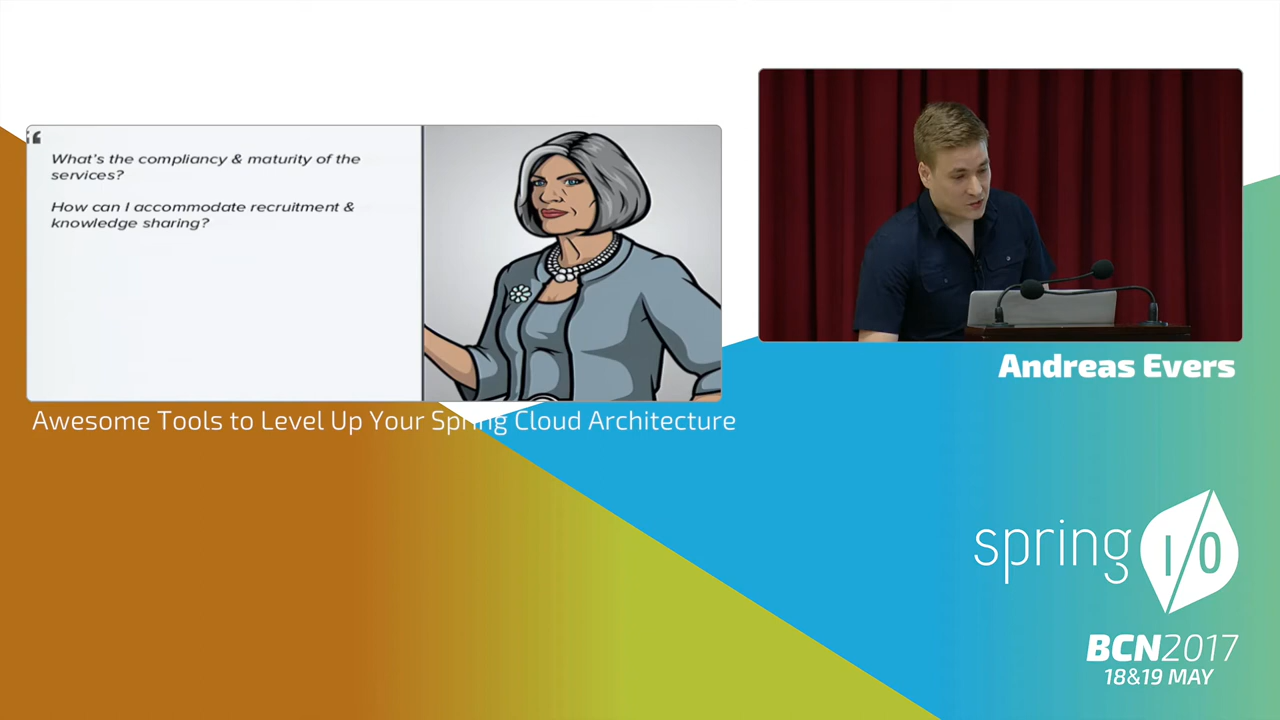 “
What's the compliancy & maturity of the
services?
How can I accommodate recruitment &
knowledge sharing?
Andreas Evers
Awesome Tools to Level Up Your Spring Cloud Architecture
spring I/O
BCN2017
18&19 MAY